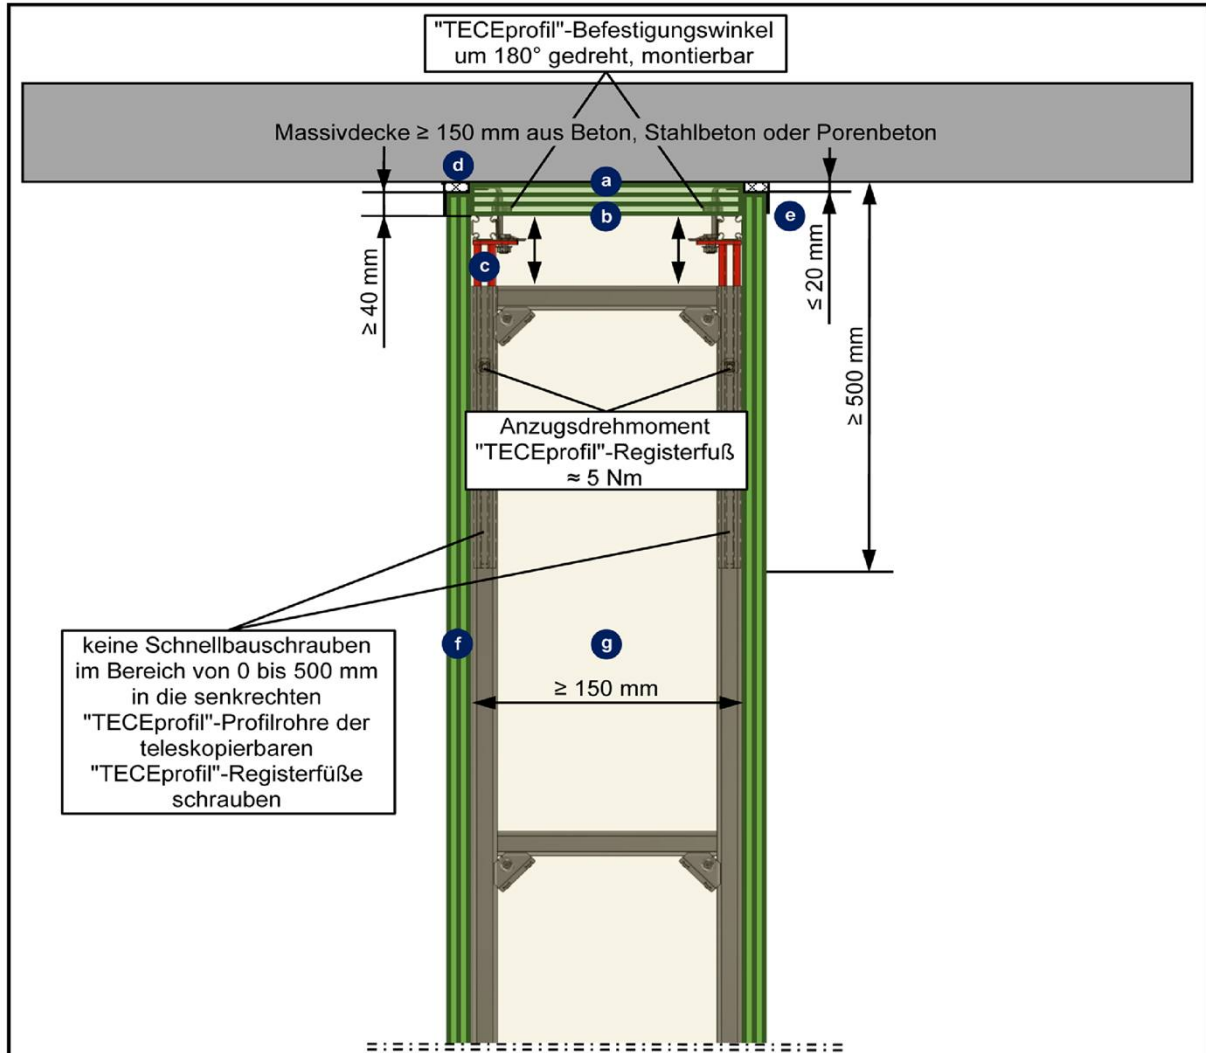 "TECEprofil"-Befestigungswinkel
um 180° gedreht, montierbar
Massivdecke ≥ 150 mm aus Beton, Stahlbeton oder Porenbeton
d
a
b
e
c
≥ 40 mm
≤ 20 mm
≥ 500 mm
Anzugsdrehmoment
"TECEprofil"-Registerfuß
≈ 5 Nm
keine Schnellbauschrauben
im Bereich von 0 bis 500 mm
in die senkrechten
"TECEprofil"-Profilrohre der
teleskopierbaren
"TECEprofil"-Registerfüße
schrauben
f
g
≥ 150 mm